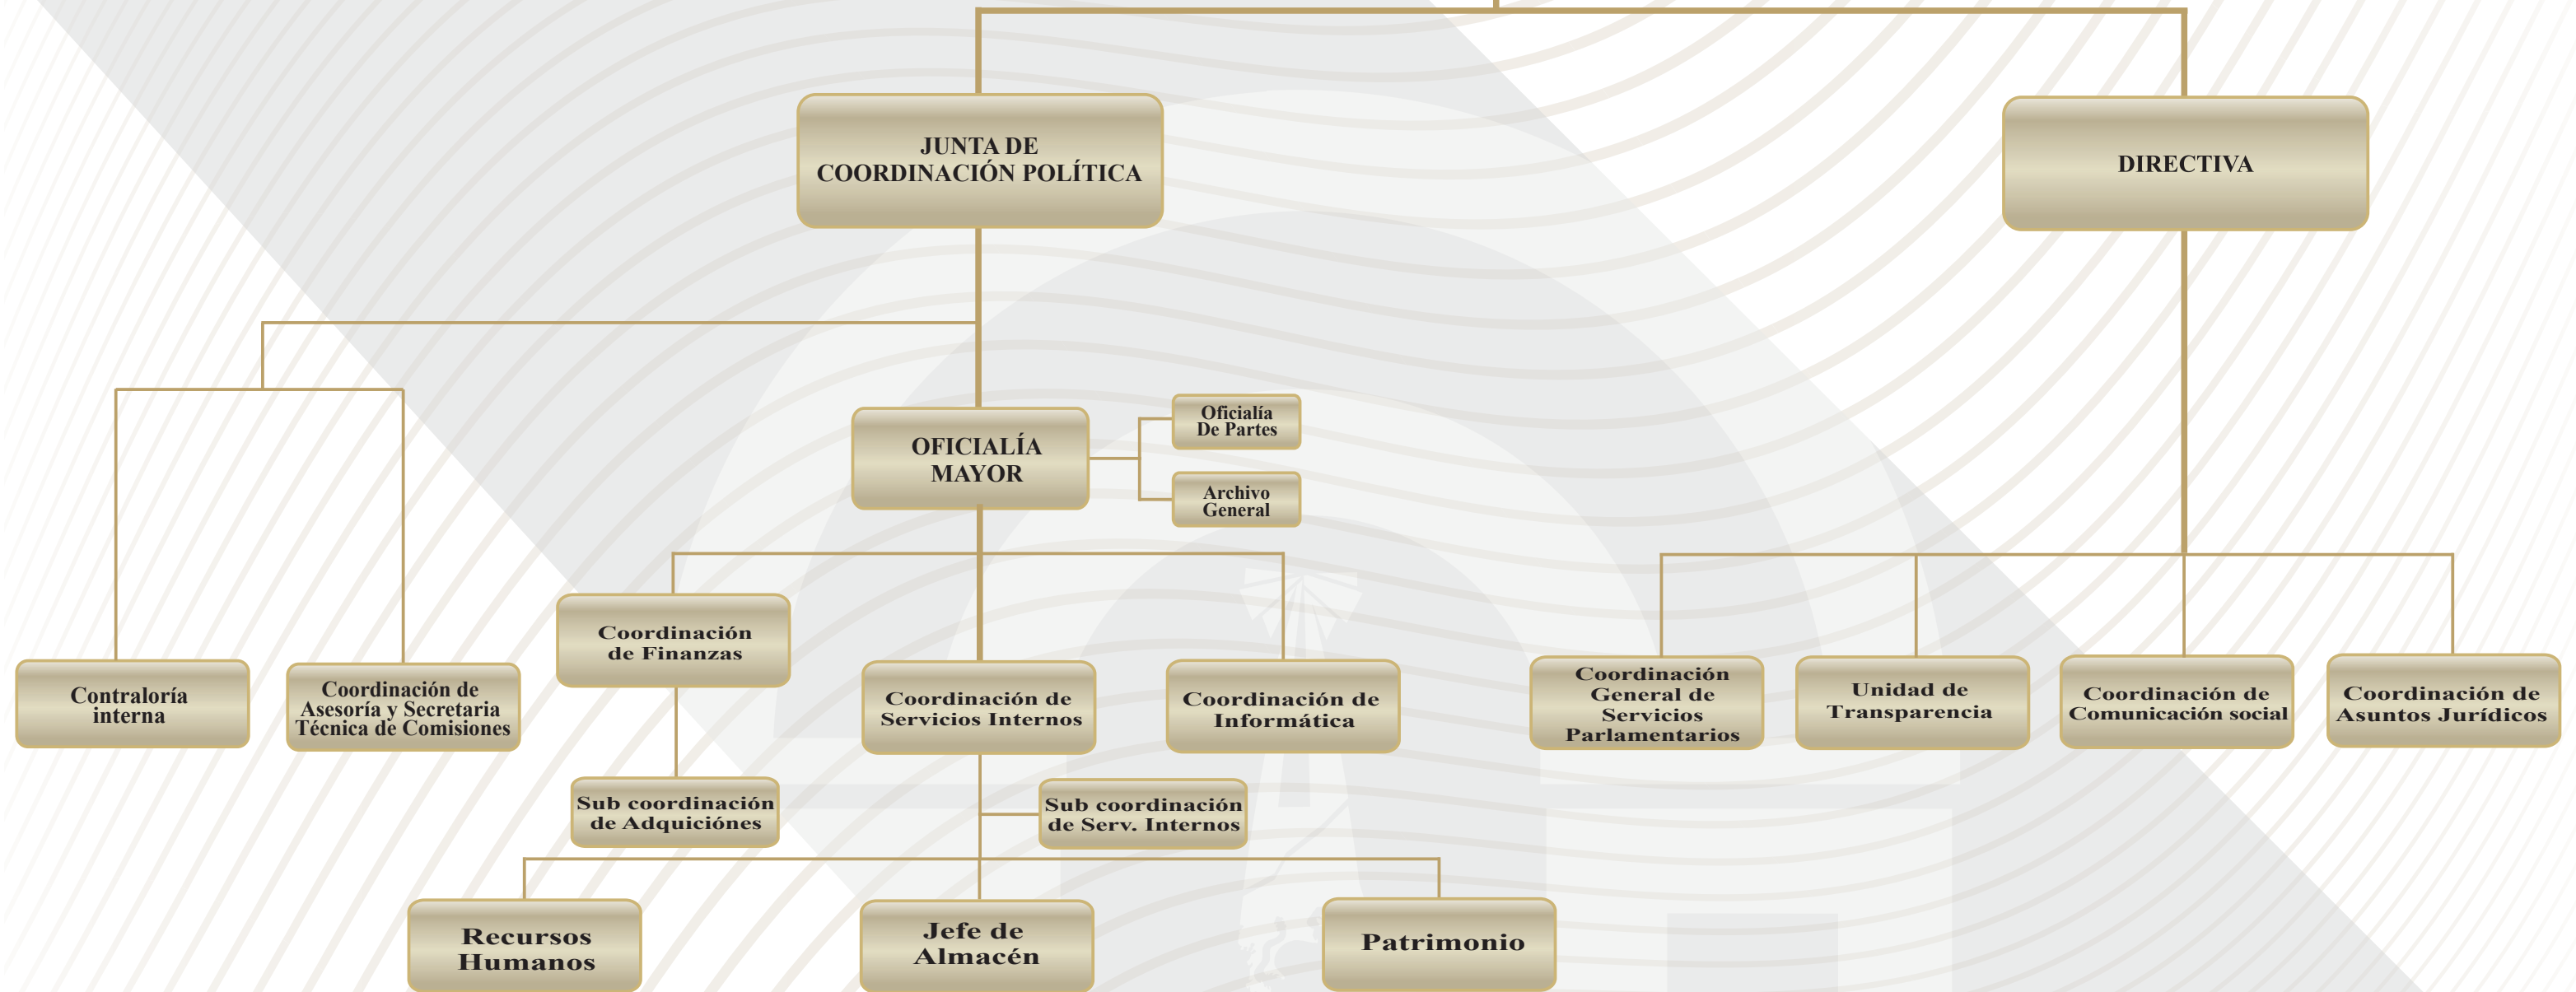 JUNTA DE
COORDINACIÓN POLÍTICA
DIRECTIVA
OFICIALÍA
MAYOR
Oficialía
De Partes
Archivo
General
Coordinación
de Finanzas
Contraloría
interna
Coordinación de
Asesoría y Secretaria
Técnica de Comisiones
Coordinación de
Servicios Internos
Coordinación de
Informática
Coordinación
General de
Servicios
Parlamentarios
Unidad de
Transparencia
Coordinación de
Comunicación social
Coordinación de
Asuntos Jurídicos
Sub coordinación
de Adquiciónes
Sub coordinación
de Serv. Internos
Recursos
Humanos
Jefe de
Almacén
Patrimonio